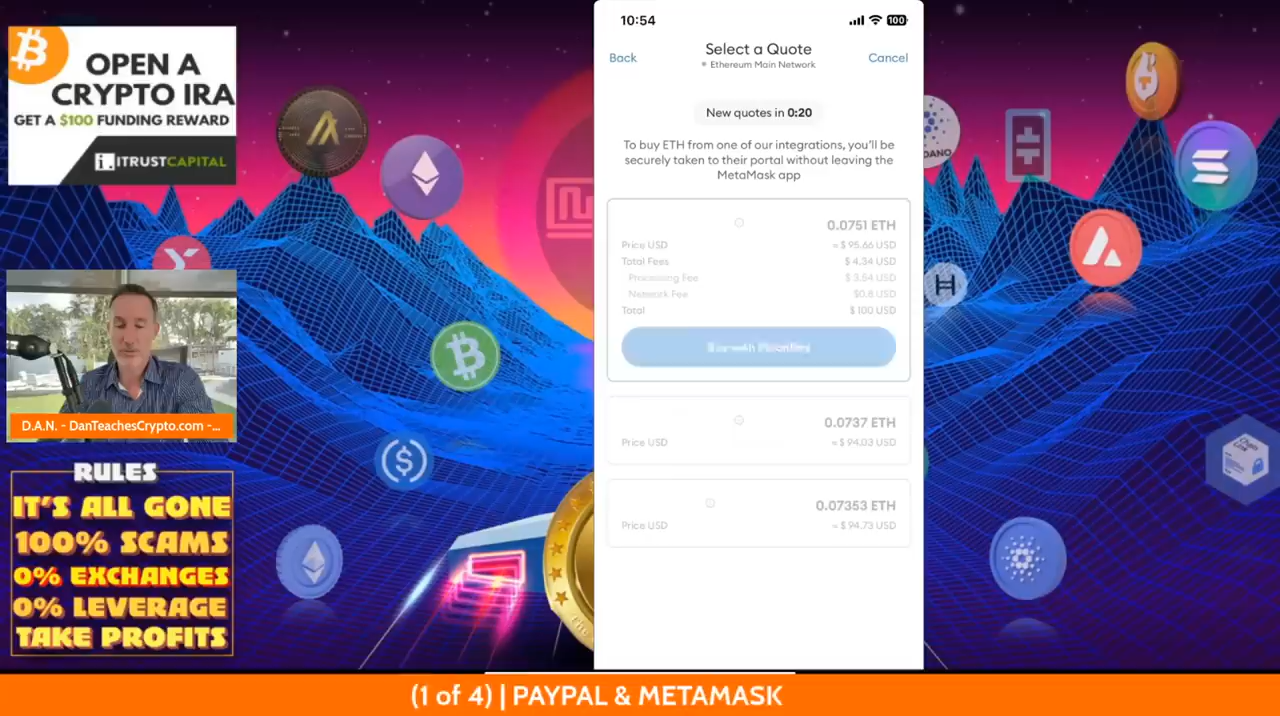 OPEN A
CRYPTO IRA
GET A $100 FUNDING REWARD
ITRUSTCAPITAL
D.A.N. - DanTeachesCrypto.com -...
RULES
IT'S ALL GONE
100% SCAMS
0% EXCHANGES
0% LEVERAGE
TAKE PROFITS
10:54
100
Back
Select a Quote
Ethereum Main Network
Cancel
New quotes in 0:20
To buy ETH from one of our integrations, you'll be
securely taken to their portal without leaving the
MetaMask app
0.0751 ETH
Price USD ≈ $ 95.66 USD
Total Fees $ 4.34 USD
Processing Fee $ 3.54 USD
Network Fee $0.8 USD
Total $ 100 USD
0.0737 ETH
Price USD ≈ $ 94.03 USD
0.07353 ETH
Price USD ≈ $ 94.73 USD
DANO
(1 of 4) | PAYPAL & METAMASK